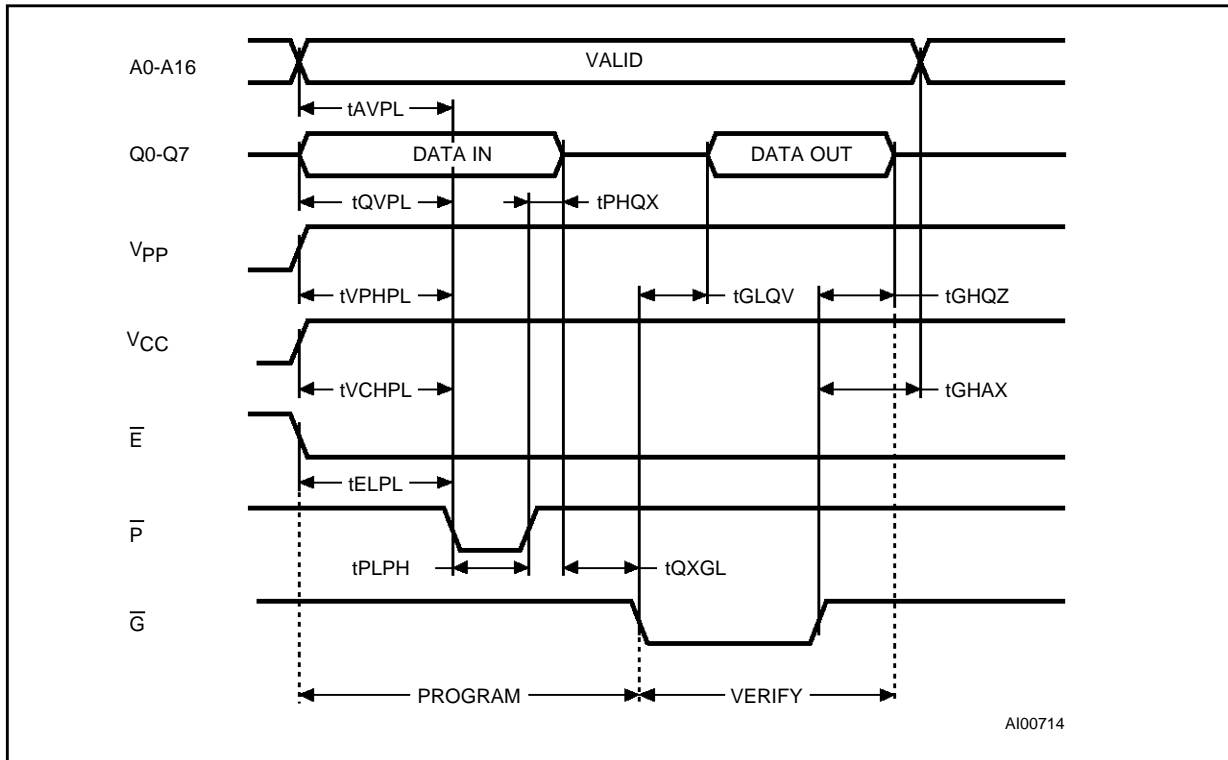 A0-A16
VALID
tAVPL
Q0-Q7
DATA IN
DATA OUT
tQVPL
tPHQX
VPP
tVPHPL
tGLQV
tGHQZ
VCC
tVCHPL
tGHAX
E̅
tELPL
P̅
tPLPH
tQXGL
G̅
PROGRAM
VERIFY
AI00714